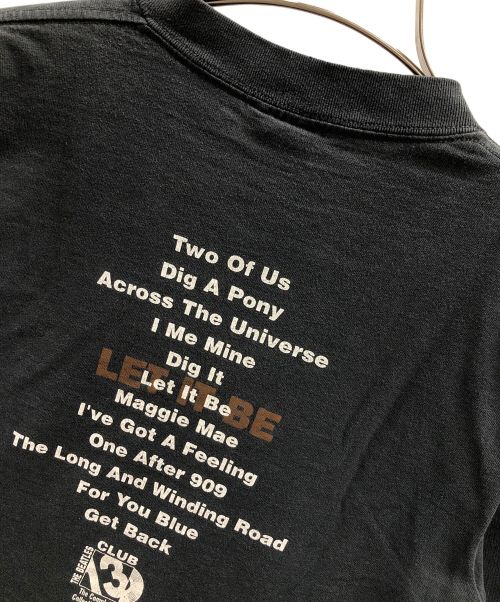 Two Of Us
Dig A Pony
Across The Universe
I Me Mine
Dig It
LET IT BE
Let It Be
Maggie Mae
I've Got A Feeling
One After 909
The Long And Winding Road
For You Blue
Get Back
THE BEATLES
CLUB
13
The